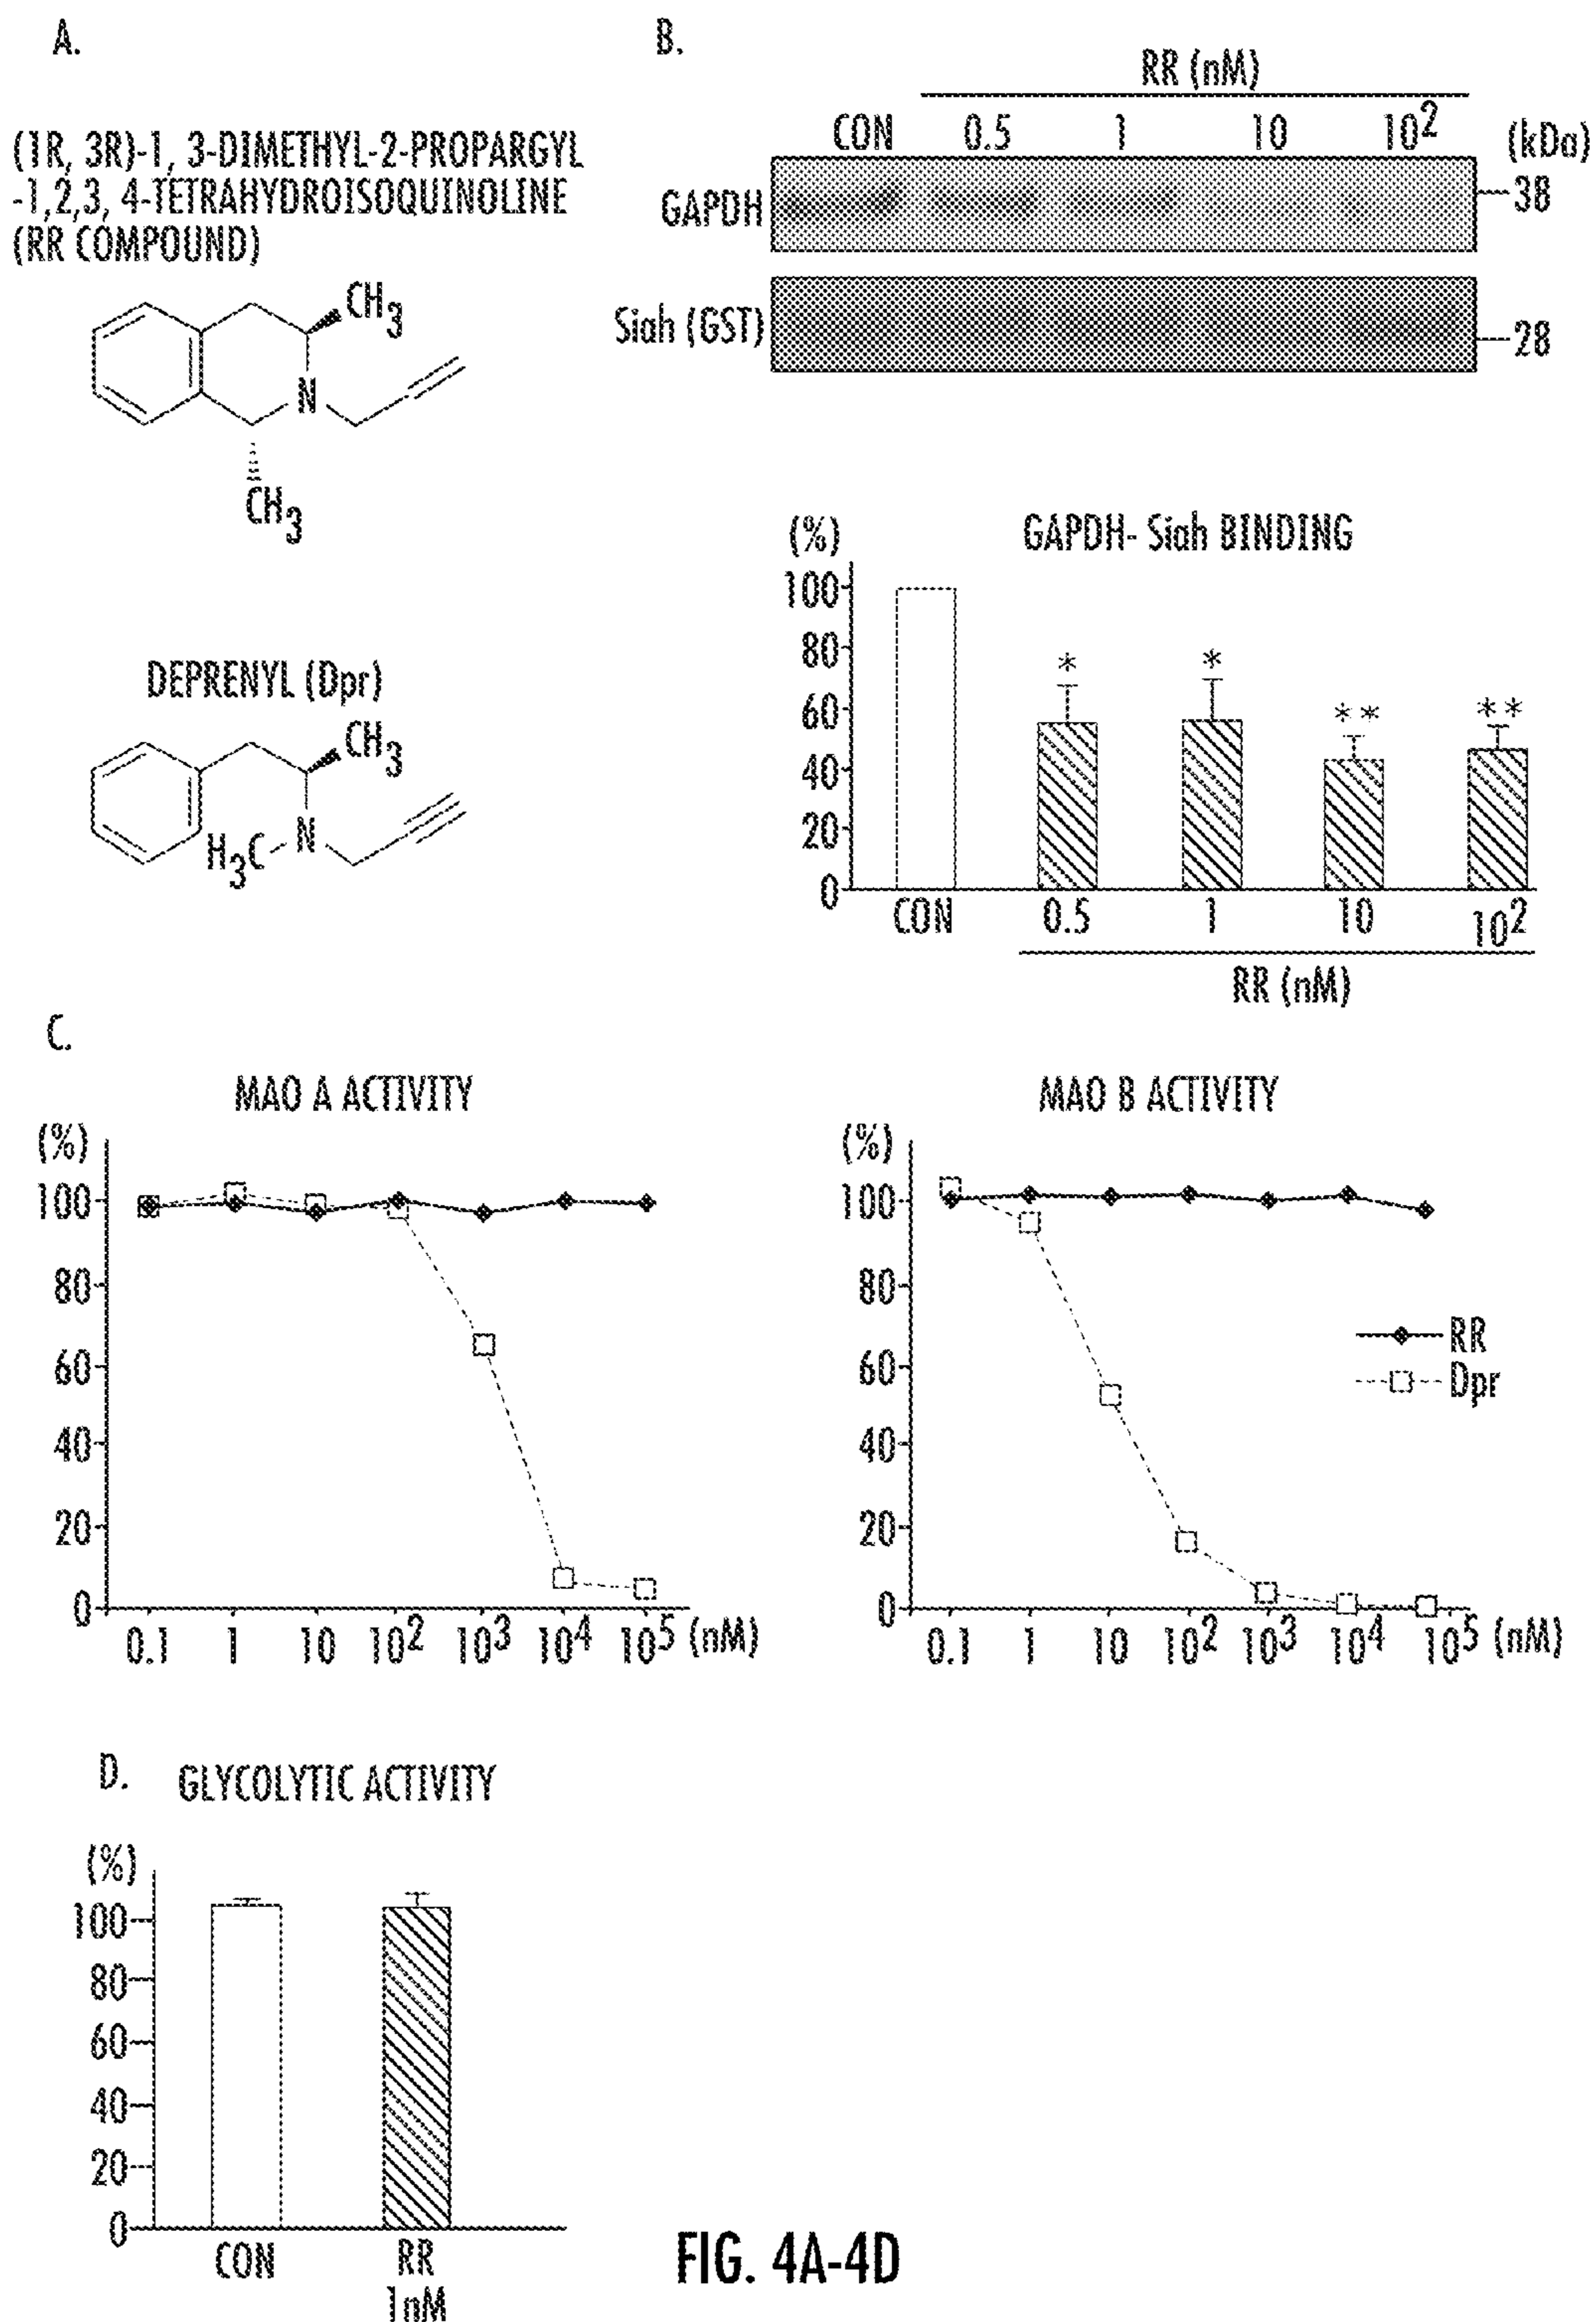 A.
(1R, 3R)-1, 3-DIMETHYL-2-PROPARGYL
-1,2,3, 4-TETRAHYDROISOQUINOLINE
(RR COMPOUND)
CH3
N
CH3
DEPRENYL (Dpr)
CH3
N
H3C
B.
RR (nM)
CON 0.5 1 10 10² (kDa)
GAPDH 38
Siah (GST) 28
(%) GAPDH- Siah BINDING
100
80
60
40
20
0
* * ** **
CON 0.5 1 10 10²
RR (nM)
C.
MAO A ACTIVITY
(%)
100
80
60
40
20
0
0.1 1 10 10² 10³ 10⁴ 10⁵ (nM)
MAO B ACTIVITY
(%)
100
80
60
40
20
0
RR
Dpr
0.1 1 10 10² 10³ 10⁴ 10⁵ (nM)
D. GLYCOLYTIC ACTIVITY
(%)
100
80
60
40
20
0
CON RR
1nM
FIG. 4A-4D